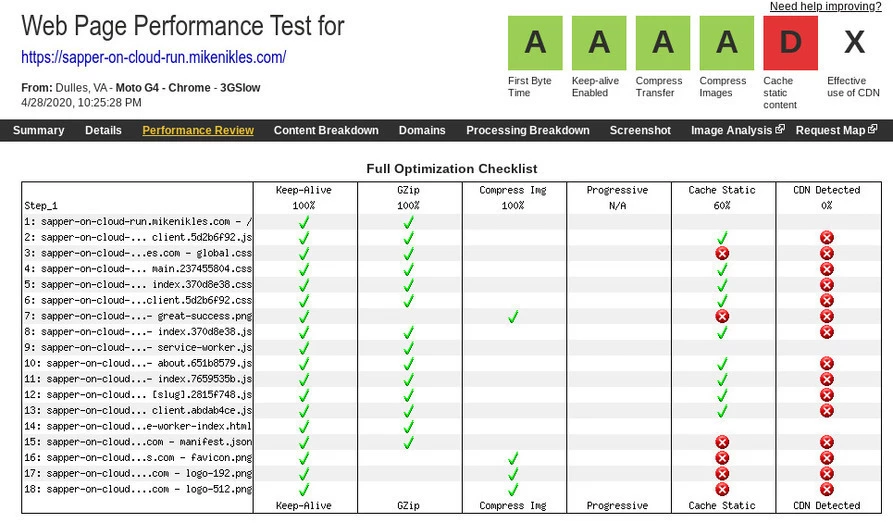 Need help improving?
Web Page Performance Test for
https://sapper-on-cloud-run.mikenikles.com/
From: Dulles, VA - Moto G4 - Chrome - 3GSlow
4/28/2020, 10:25:28 PM
A A A A D X
First Byte Time
Keep-alive Enabled
Compress Transfer
Compress Images
Cache static content
Effective use of CDN
Summary Details Performance Review Content Breakdown Domains Processing Breakdown Screenshot Image Analysis Request Map
Full Optimization Checklist
Keep-Alive GZip Compress Img Progressive Cache Static CDN Detected
Step_1 100% 100% 100% N/A 60% 0%
1: sapper-on-cloud-run.mikenikles.com - /
2: sapper-on-cloud-... client.5d2b6f92.js
3: sapper-on-cloud-...es.com - global.css
4: sapper-on-cloud-... main.237455804.css
5: sapper-on-cloud-... index.370d8e38.css
6: sapper-on-cloud-...client.5d2b6f92.css
7: sapper-on-cloud-...- great-success.png
8: sapper-on-cloud-... - index.370d8e38.js
9: sapper-on-cloud-...- service-worker.js
10: sapper-on-cloud...- about.651b8579.js
11: sapper-on-cloud...- index.7659535b.js
12: sapper-on-cloud... [slug].2815f748.js
13: sapper-on-cloud... client.abdab4ce.js
14: sapper-on-cloud...e-worker-index.html
15: sapper-on-cloud...com - manifest.json
16: sapper-on-cloud...s.com - favicon.png
17: sapper-on-cloud....com - logo-192.png
18: sapper-on-cloud....com - logo-512.png
Keep-Alive GZip Compress Img Progressive Cache Static CDN Detected